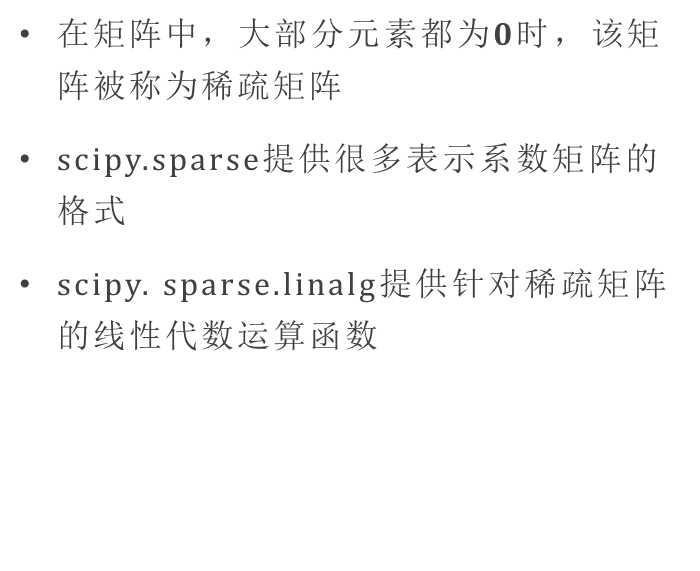 • 在矩阵中，大部分元素都为0时，该矩
阵被称为稀疏矩阵
• scipy.sparse提供很多表示系数矩阵的
格式
• scipy. sparse.linalg提供针对稀疏矩阵
的线性代数运算函数